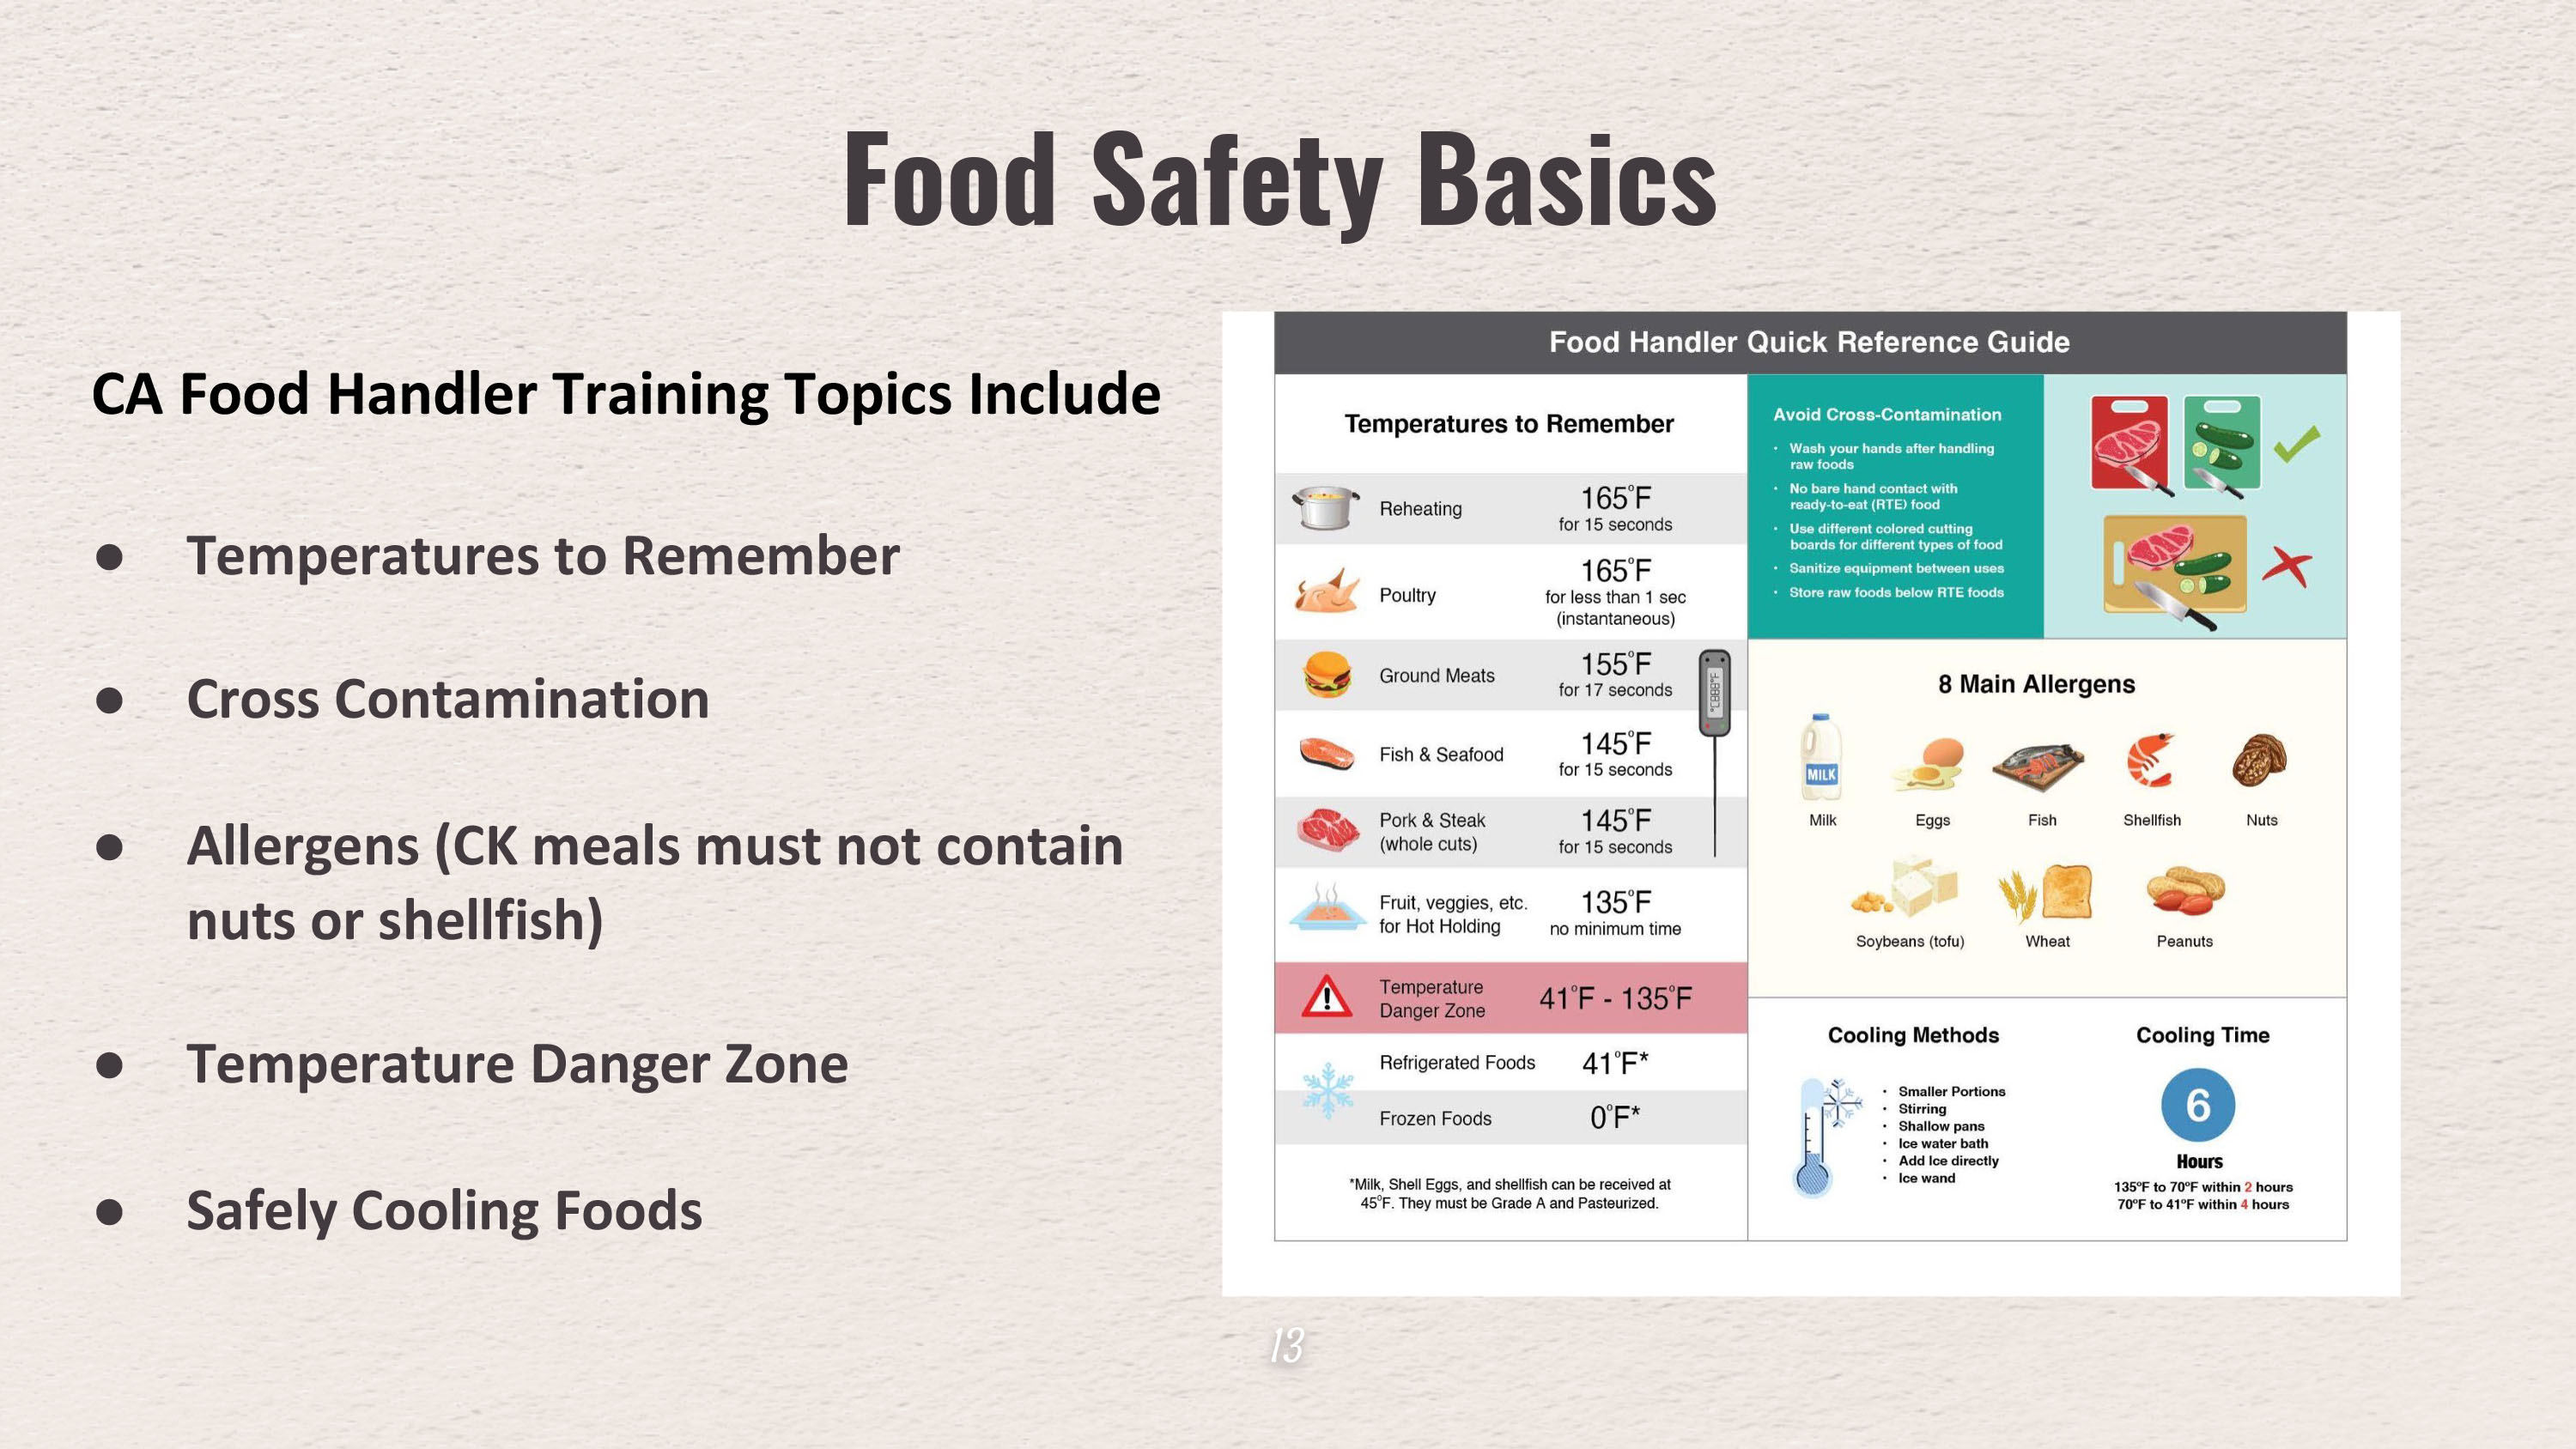 Food Safety Basics
CA Food Handler Training Topics Include
● Temperatures to Remember
● Cross Contamination
● Allergens (CK meals must not contain
nuts or shellfish)
● Temperature Danger Zone
● Safely Cooling Foods
Food Handler Quick Reference Guide
Temperatures to Remember
Reheating
165°F
for 15 seconds
Poultry
165°F
for less than 1 sec
(instantaneous)
Ground Meats
155°F
for 17 seconds
Fish & Seafood
145°F
for 15 seconds
Pork & Steak
(whole cuts)
145°F
for 15 seconds
Fruit, veggies, etc.
for Hot Holding
135°F
no minimum time
Temperature
Danger Zone
41°F - 135°F
Refrigerated Foods
41°F*
Frozen Foods
0°F*
*Milk, Shell Eggs, and shellfish can be received at
45°F. They must be Grade A and Pasteurized.
Avoid Cross-Contamination
• Wash your hands after handling
raw foods
• No bare hand contact with
ready-to-eat (RTE) food
• Use different colored cutting
boards for different types of food
• Sanitize equipment between uses
• Store raw foods below RTE foods
8 Main Allergens
MILK
Milk
Eggs
Fish
Shellfish
Nuts
Soybeans (tofu)
Wheat
Peanuts
Cooling Methods
• Smaller Portions
• Stirring
• Shallow pans
• Ice water bath
• Add Ice directly
• Ice wand
Cooling Time
6
Hours
135ºF to 70ºF within 2 hours
70ºF to 41ºF within 4 hours
13